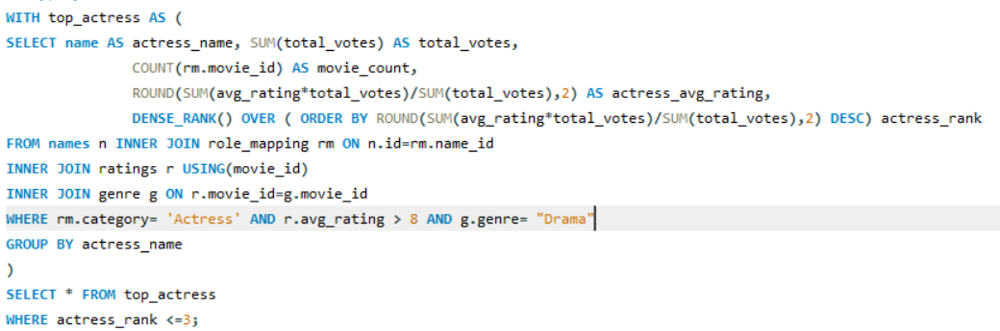 WITH top_actress AS (
SELECT name AS actress_name, SUM(total_votes) AS total_votes,
COUNT(rm.movie_id) AS movie_count,
ROUND(SUM(avg_rating*total_votes)/SUM(total_votes),2) AS actress_avg_rating,
DENSE_RANK() OVER ( ORDER BY ROUND(SUM(avg_rating*total_votes)/SUM(total_votes),2) DESC) actress_rank
FROM names n INNER JOIN role_mapping rm ON n.id=rm.name_id
INNER JOIN ratings r USING(movie_id)
INNER JOIN genre g ON r.movie_id=g.movie_id
WHERE rm.category= 'Actress' AND r.avg_rating > 8 AND g.genre= "Drama"
GROUP BY actress_name
)
SELECT * FROM top_actress
WHERE actress_rank <=3;